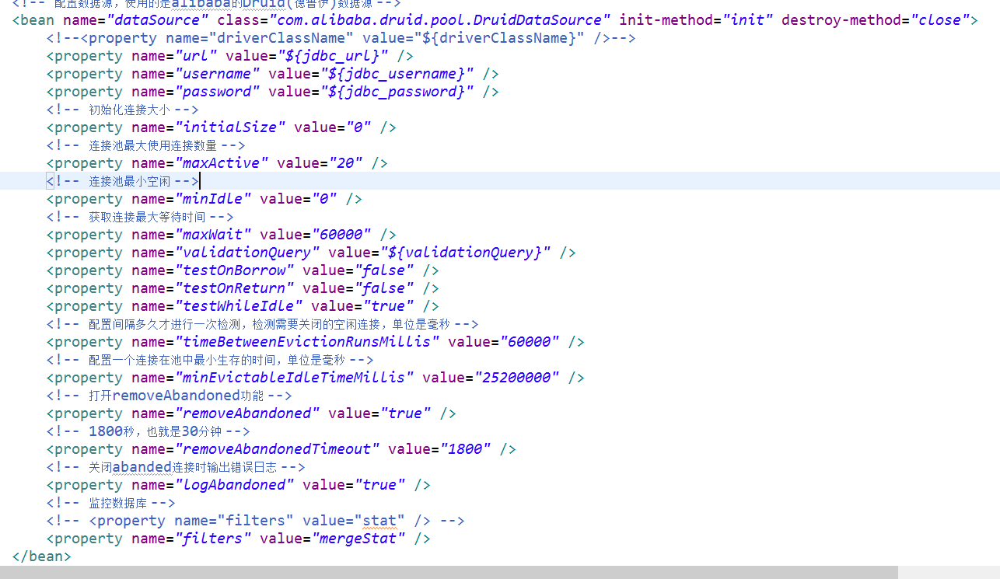 <!-- 配置数据源，使用的是alibaba的Druid(德鲁伊)数据源 -->
<bean name="dataSource" class="com.alibaba.druid.pool.DruidDataSource" init-method="init" destroy-method="close">
<!--<property name="driverClassName" value="${driverClassName}" />-->
<property name="url" value="${jdbc_url}" />
<property name="username" value="${jdbc_username}" />
<property name="password" value="${jdbc_password}" />
<!-- 初始化连接大小 -->
<property name="initialSize" value="0" />
<!-- 连接池最大使用连接数量 -->
<property name="maxActive" value="20" />
<!-- 连接池最小空闲 -->
<property name="minIdle" value="0" />
<!-- 获取连接最大等待时间 -->
<property name="maxWait" value="60000" />
<property name="validationQuery" value="${validationQuery}" />
<property name="testOnBorrow" value="false" />
<property name="testOnReturn" value="false" />
<property name="testWhileIdle" value="true" />
<!-- 配置间隔多久才进行一次检测，检测需要关闭的空闲连接，单位是毫秒 -->
<property name="timeBetweenEvictionRunsMillis" value="60000" />
<!-- 配置一个连接在池中最小生存的时间，单位是毫秒 -->
<property name="minEvictableIdleTimeMillis" value="25200000" />
<!-- 打开removeAbandoned功能 -->
<property name="removeAbandoned" value="true" />
<!-- 1800秒，也就是30分钟 -->
<property name="removeAbandonedTimeout" value="1800" />
<!-- 关闭abanded连接时输出错误日志 -->
<property name="logAbandoned" value="true" />
<!-- 监控数据库 -->
<!-- <property name="filters" value="stat" /> -->
<property name="filters" value="mergeStat" />
</bean>